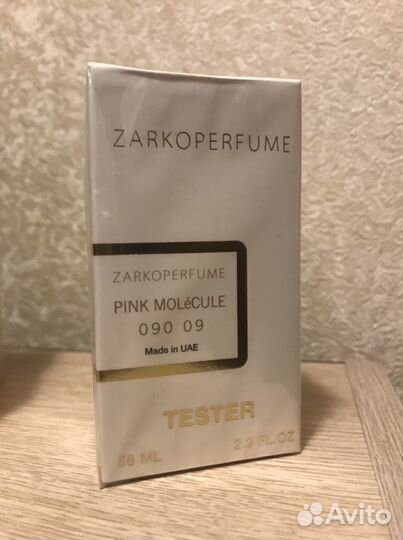 ZARKOPERFUME
ZARKOPERFUME
PINK MOLéCULE
090 09
Made in UAE
TESTER
58 ML 2.2 FL.OZ
Avito